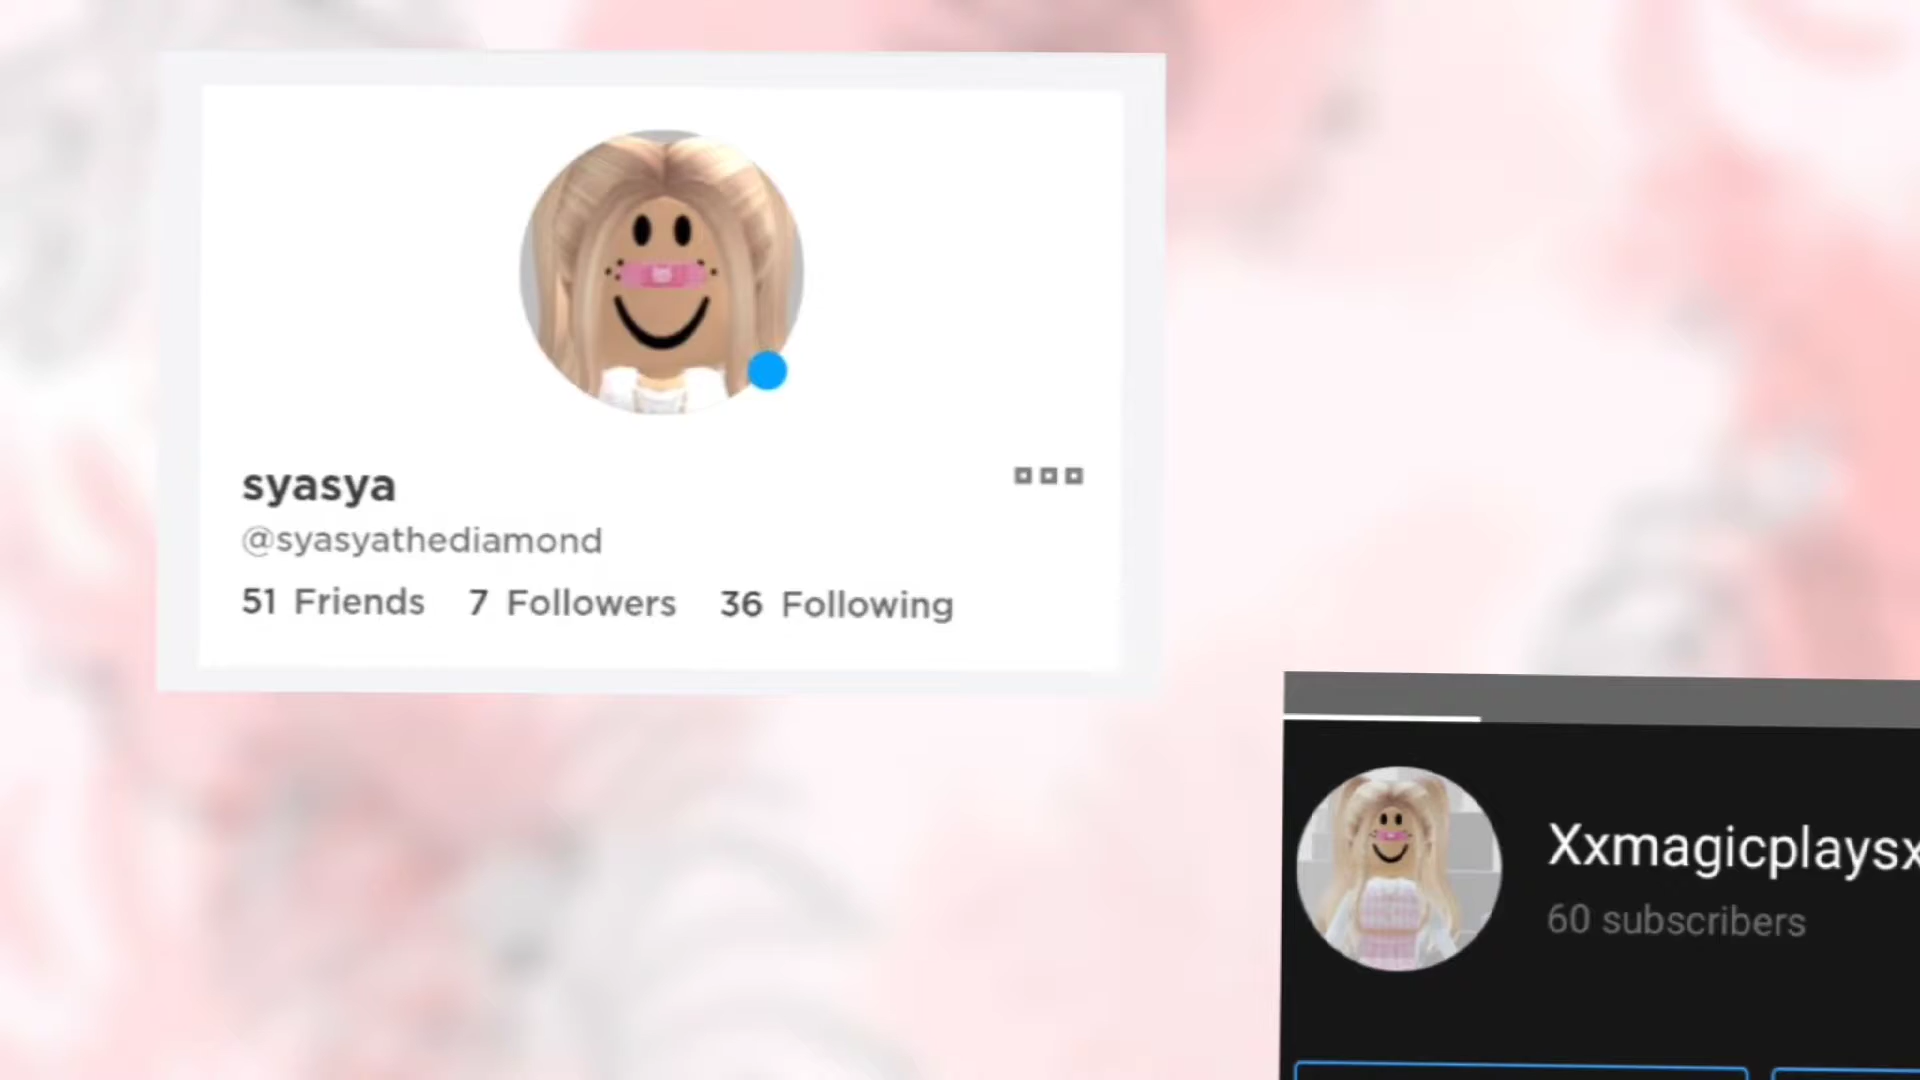 syasya
@syasyathediamond
51 Friends 7 Followers 36 Following
Xxmagicplaysx
60 subscribers